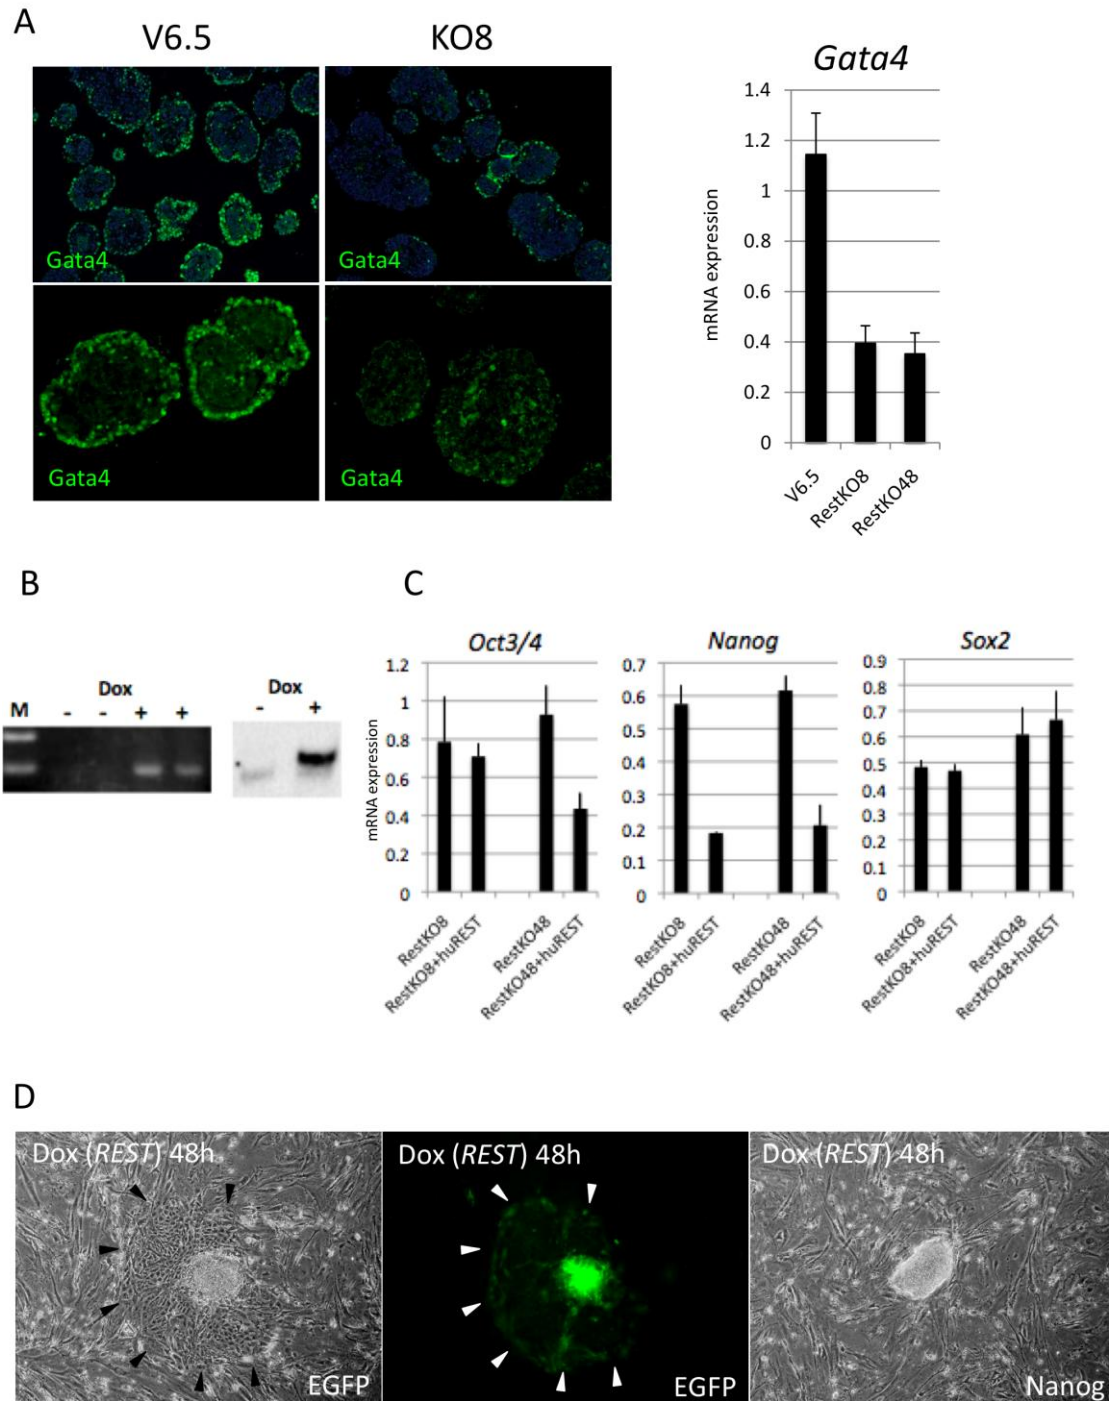 A
V6.5
KO8
Gata4
Gata4
Gata4
Gata4
Gata4
mRNA expression
1.4
1.2
1
0.8
0.6
0.4
0.2
0
V6.5
RestKO8
RestKO48
B
Dox
M - - + +
Dox
- +
*
C
Oct3/4
mRNA expression
1.2
1
0.8
0.6
0.4
0.2
0
RestKO8
RestKO8+huREST
RestKO48
RestKO48+huREST
Nanog
0.7
0.6
0.5
0.4
0.3
0.2
0.1
0
RestKO8
RestKO8+huREST
RestKO48
RestKO48+huREST
Sox2
0.9
0.8
0.7
0.6
0.5
0.4
0.3
0.2
0.1
0
RestKO8
RestKO8+huREST
RestKO48
RestKO48+huREST
D
Dox (REST) 48h
EGFP
Dox (REST) 48h
EGFP
Dox (REST) 48h
Nanog